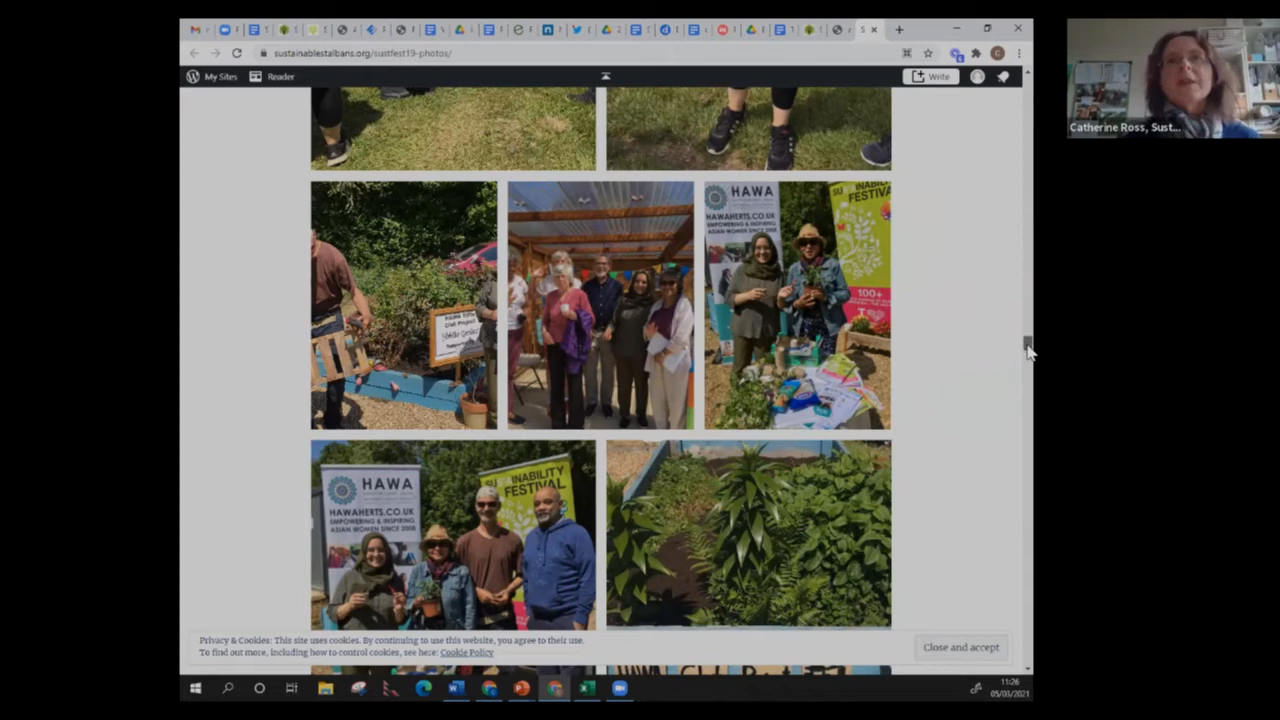 sustainablestalbans.org/sustfest19-photos/
My Sites
Reader
Write
Catherine Ross, Sust...
HAWA
HAWAHERTS.CO.UK
EMPOWERING & INSPIRING
ASIAN WOMEN SINCE 2008
SUSTAINABILITY
FESTIVAL
100+
Club Project
HAWA
HAWAHERTS.CO.UK
EMPOWERING & INSPIRING
ASIAN WOMEN SINCE 2008
SUSTAINABILITY
FESTIVAL
Privacy & Cookies: This site uses cookies. By continuing to use this website, you agree to their use.
To find out more, including how to control cookies, see here: Cookie Policy
Close and accept
11:26
05/03/2021